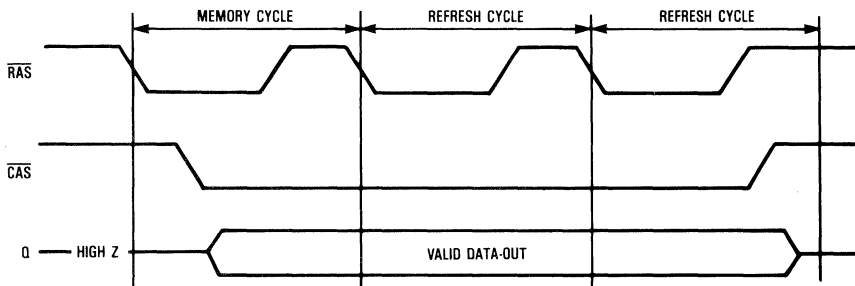 MEMORY CYCLE REFRESH CYCLE REFRESH CYCLE
RAS
CAS
Q HIGH Z VALID DATA-OUT